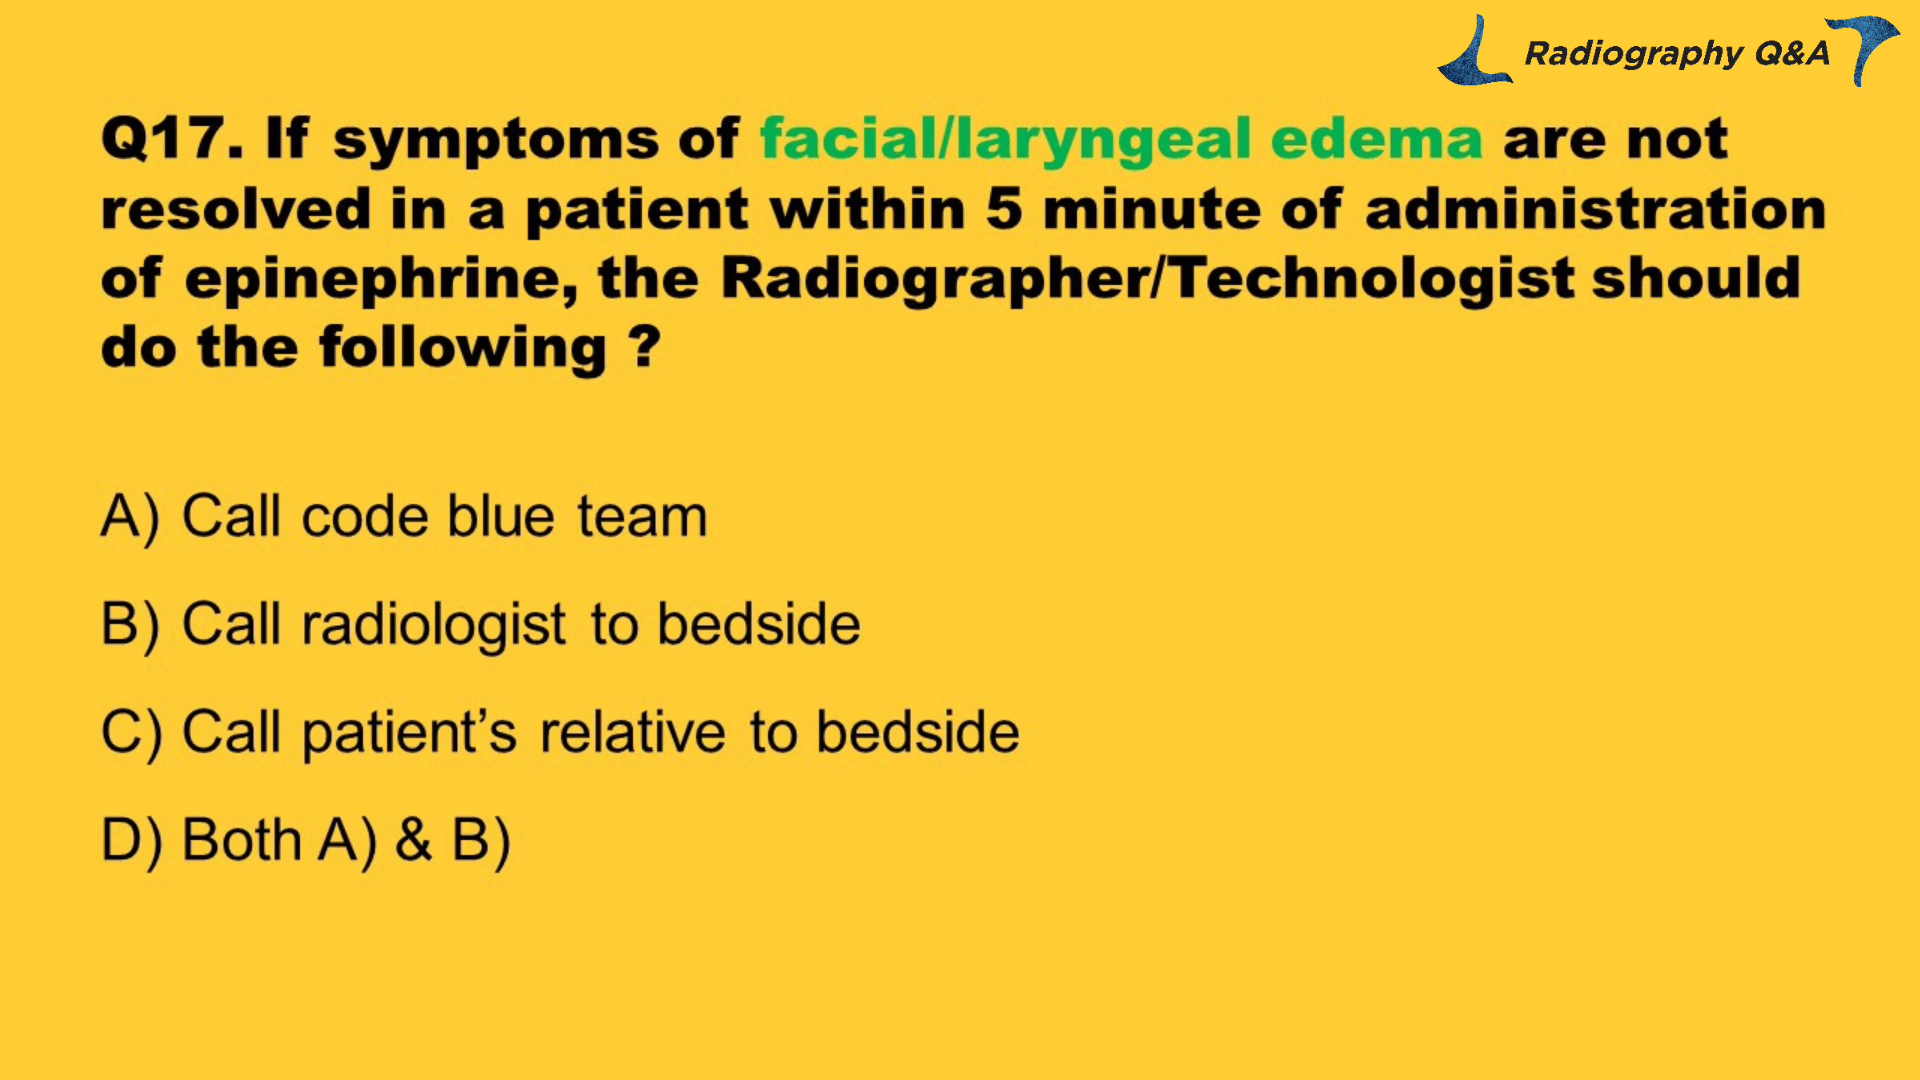 Radiography Q&A
Q17. If symptoms of facial/laryngeal edema are not
resolved in a patient within 5 minute of administration
of epinephrine, the Radiographer/Technologist should
do the following ?
A) Call code blue team
B) Call radiologist to bedside
C) Call patient’s relative to bedside
D) Both A) & B)